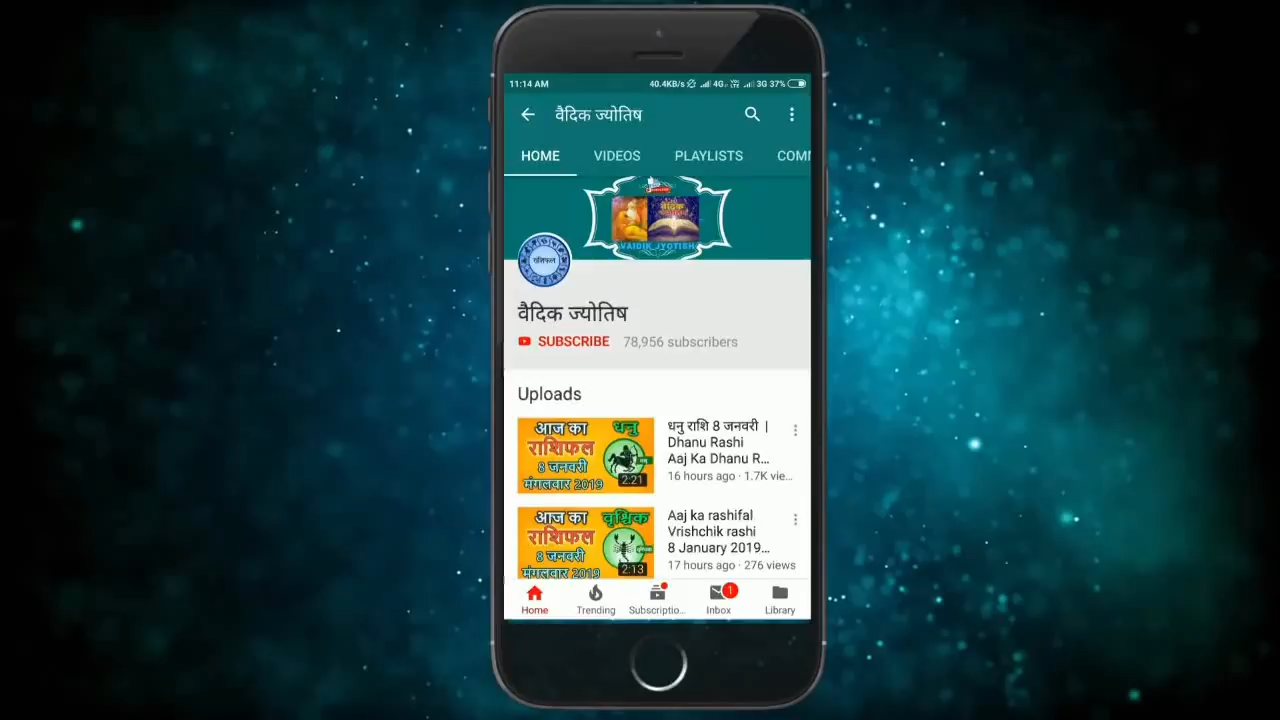 11:14 AM
40.4KB/s 4G 3G 37%
वैदिक ज्योतिष
HOME VIDEOS PLAYLISTS COMM
वैदिक
VAIDIK JYOTISH
राशिफल
वैदिक ज्योतिष
SUBSCRIBE 78,956 subscribers
Uploads
आज का धनु
राशिफल
8 जनवरी
मंगलवार 2019
2:21
धनु राशि 8 जनवरी |
Dhanu Rashi
Aaj Ka Dhanu R...
16 hours ago · 1.7K vie...
आज का वृश्चिक
राशिफल
8 जनवरी
मंगलवार 2019
2:13
Aaj ka rashifal
Vrishchik rashi
8 January 2019...
17 hours ago · 276 views
1
Home Trending Subscriptio... Inbox Library